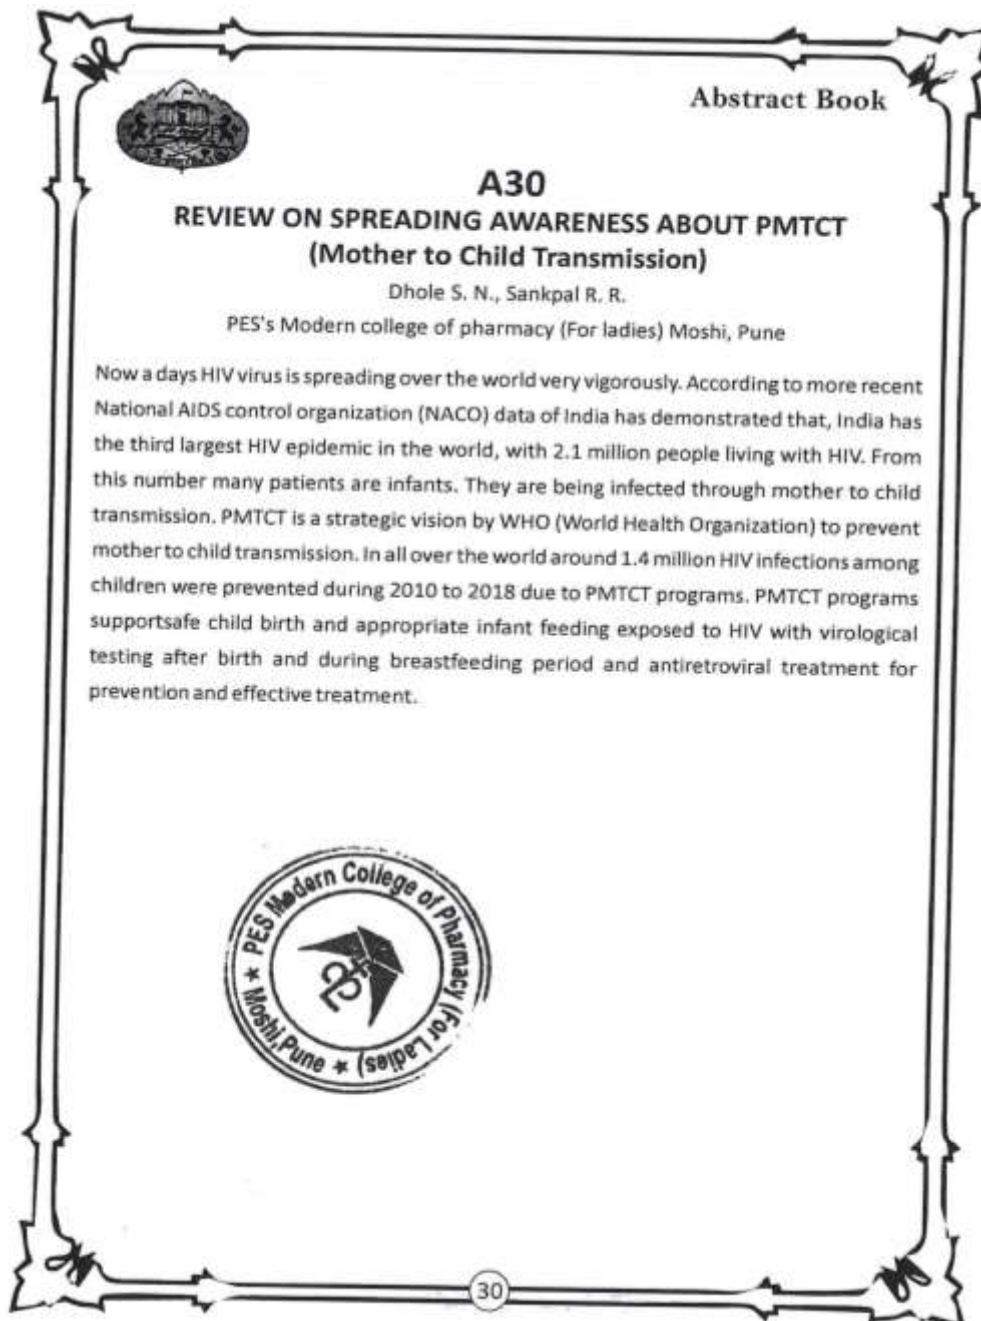 Abstract Book
A30
REVIEW ON SPREADING AWARENESS ABOUT PMTCT
(Mother to Child Transmission)
Dhole S. N., Sankpal R. R.
PES's Modern college of pharmacy (For ladies) Moshi, Pune
Now a days HIV virus is spreading over the world very vigorously. According to more recent
National AIDS control organization (NACO) data of India has demonstrated that, India has
the third largest HIV epidemic in the world, with 2.1 million people living with HIV. From
this number many patients are infants. They are being infected through mother to child
transmission. PMTCT is a strategic vision by WHO (World Health Organization) to prevent
mother to child transmission. In all over the world around 1.4 million HIV infections among
children were prevented during 2010 to 2018 due to PMTCT programs. PMTCT programs
supportsafe child birth and appropriate infant feeding exposed to HIV with virological
testing after birth and during breastfeeding period and antiretroviral treatment for
prevention and effective treatment.
★ PES Modern College of Pharmacy (For Ladies) ★ Moshi, Pune
30